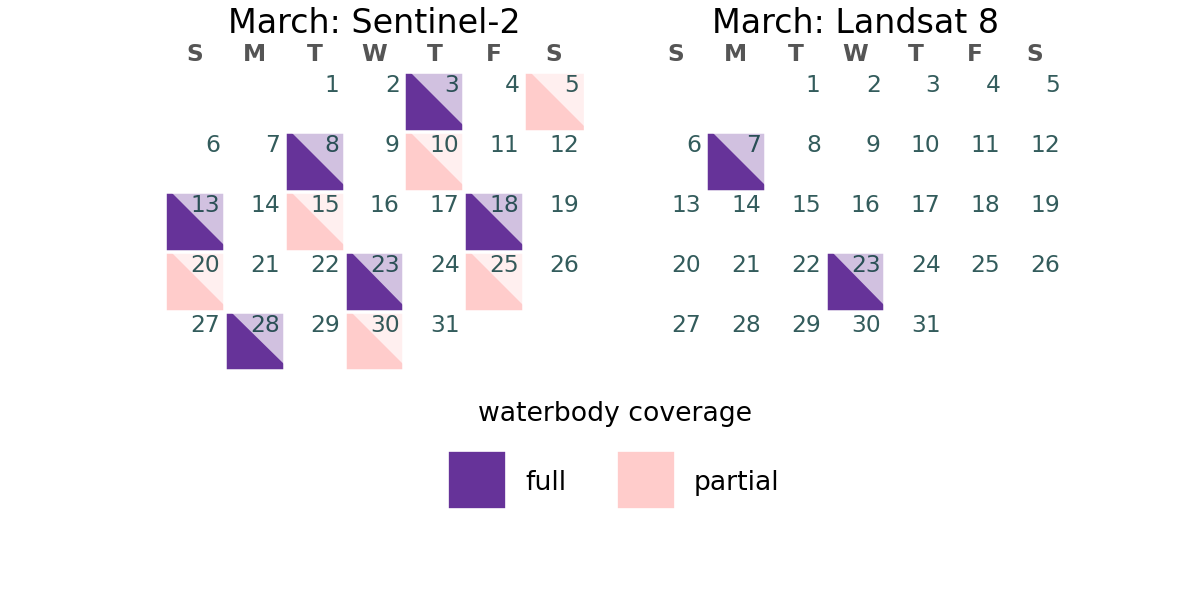 March: Sentinel-2
S M T W T F S
1 2 3 4 5
6 7 8 9 10 11 12
13 14 15 16 17 18 19
20 21 22 23 24 25 26
27 28 29 30 31
March: Landsat 8
S M T W T F S
1 2 3 4 5
6 7 8 9 10 11 12
13 14 15 16 17 18 19
20 21 22 23 24 25 26
27 28 29 30 31
waterbody coverage
full
partial